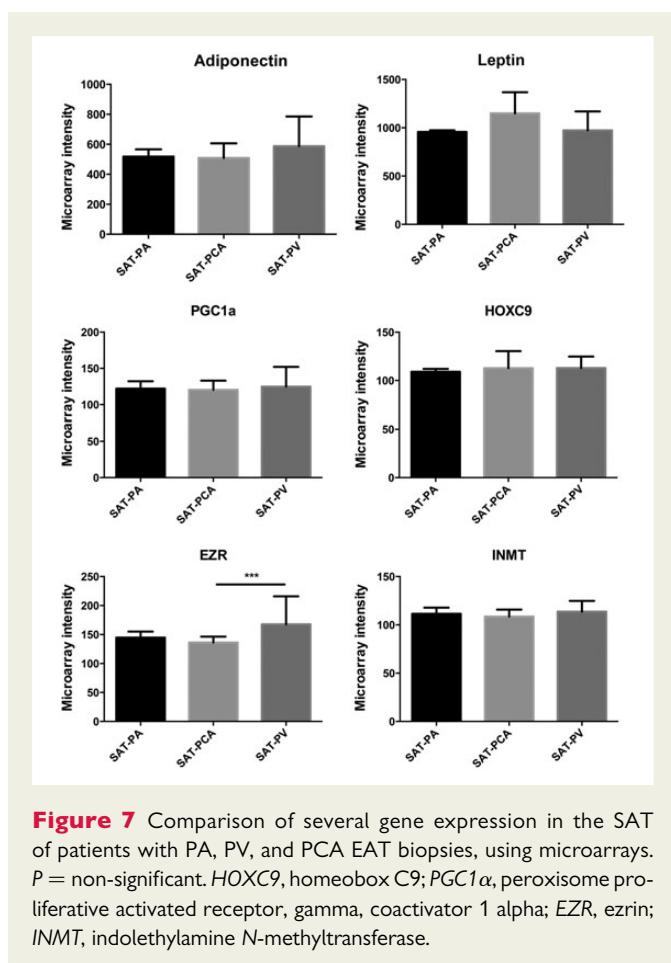 Adiponectin
Microarray intensity
1000
800
600
400
200
0
SAT-PA
SAT-PCA
SAT-PV
Leptin
Microarray intensity
1500
1000
500
0
SAT-PA
SAT-PCA
SAT-PV
PGC1a
Microarray intensity
200
150
100
50
0
SAT-PA
SAT-PCA
SAT-PV
HOXC9
Microarray intensity
150
100
50
0
SAT-PA
SAT-PCA
SAT-PV
EZR
Microarray intensity
250
200
150
100
50
0
***
SAT-PA
SAT-PCA
SAT-PV
INMT
Microarray intensity
150
100
50
0
SAT-PA
SAT-PCA
SAT-PV
Figure 7 Comparison of several gene expression in the SAT
of patients with PA, PV, and PCA EAT biopsies, using microarrays.
P = non-significant. HOXC9, homeobox C9; PGC1α, peroxisome pro-
liferative activated receptor, gamma, coactivator 1 alpha; EZR, ezrin;
INMT, indolethylamine N-methyltransferase.